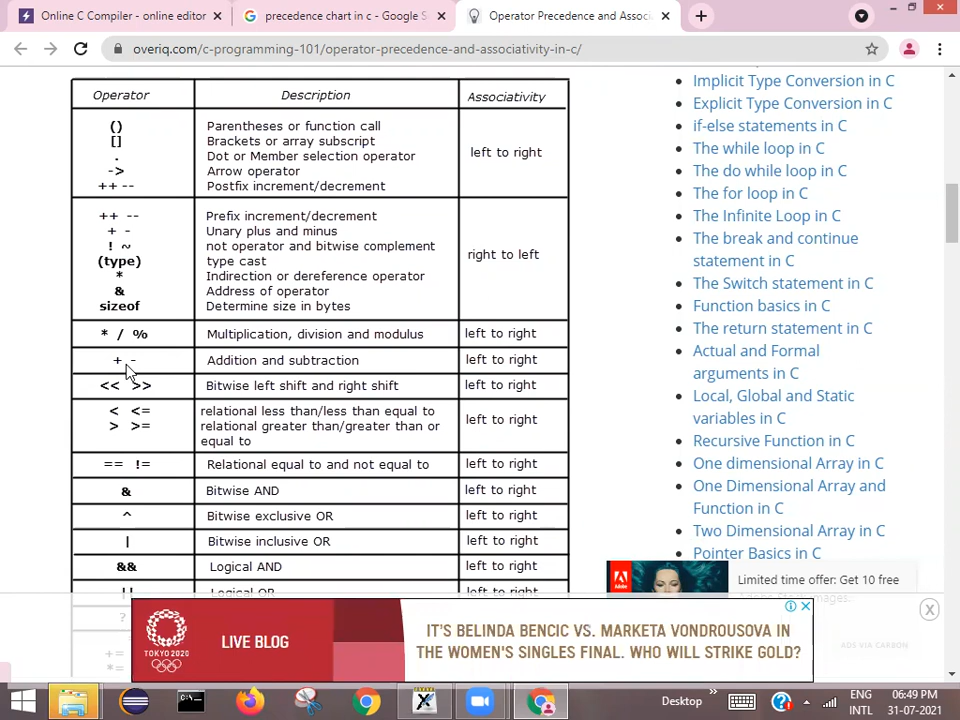 Online C Compiler - online editor
precedence chart in c - Google S
Operator Precedence and Associ
overiq.com/c-programming-101/operator-precedence-and-associativity-in-c/
Operator Description Associativity
() Parentheses or function call
[] Brackets or array subscript
. Dot or Member selection operator
-> Arrow operator
++ -- Postfix increment/decrement
left to right
++ -- Prefix increment/decrement
+ - Unary plus and minus
! ~ not operator and bitwise complement
(type) type cast
* Indirection or dereference operator
& Address of operator
sizeof Determine size in bytes
right to left
* / % Multiplication, division and modulus left to right
+ - Addition and subtraction left to right
<< >> Bitwise left shift and right shift left to right
< <= relational less than/less than equal to
> >= relational greater than/greater than or
equal to
left to right
== != Relational equal to and not equal to left to right
& Bitwise AND left to right
^ Bitwise exclusive OR left to right
| Bitwise inclusive OR left to right
&& Logical AND left to right
|| Logical OR left to right
?
+=
*=
Implicit Type Conversion in C
Explicit Type Conversion in C
if-else statements in C
The while loop in C
The do while loop in C
The for loop in C
The Infinite Loop in C
The break and continue
statement in C
The Switch statement in C
Function basics in C
The return statement in C
Actual and Formal
arguments in C
Local, Global and Static
variables in C
Recursive Function in C
One dimensional Array in C
One Dimensional Array and
Function in C
Two Dimensional Array in C
Pointer Basics in C
Adobe
Limited time offer: Get 10 free
TOKYO 2020
LIVE BLOG
IT'S BELINDA BENCIC VS. MARKETA VONDROUSOVA IN
THE WOMEN'S SINGLES FINAL. WHO WILL STRIKE GOLD?
ADS VIA CARBON
Desktop
ENG
INTL
06:49 PM
31-07-2021